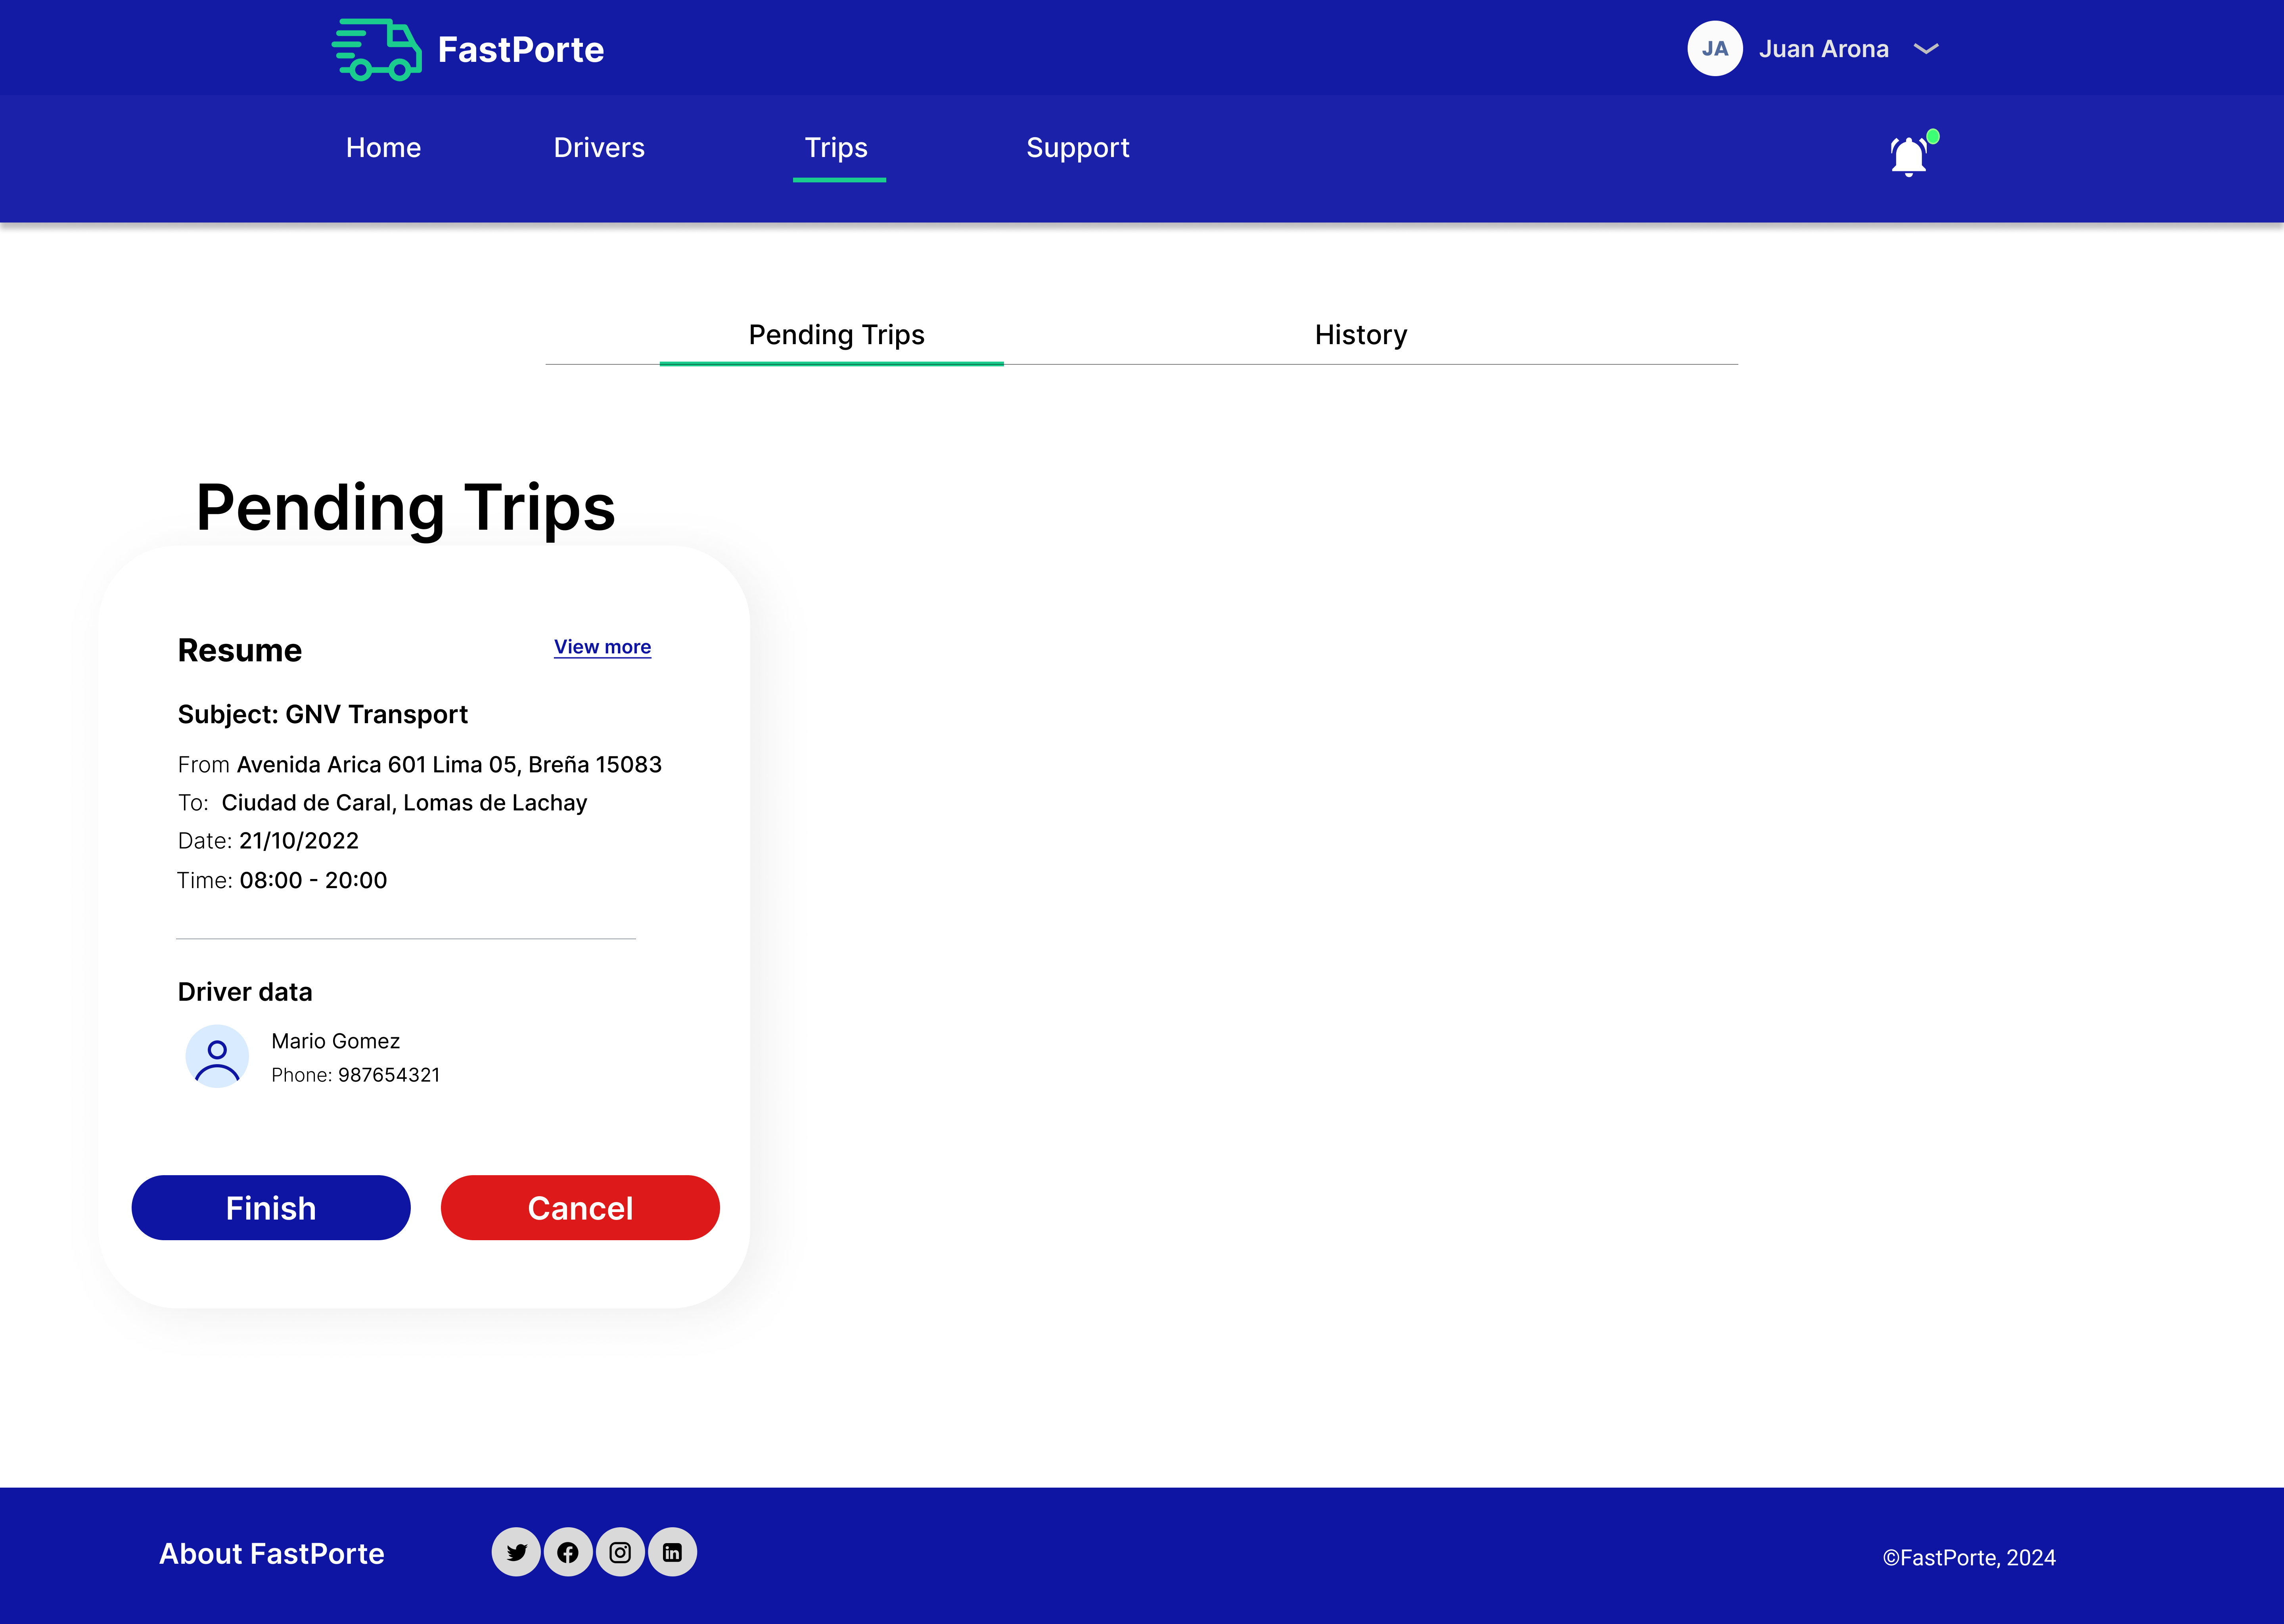 FastPorte
JA Juan Arona
Home Drivers Trips Support
Pending Trips History
Pending Trips
Resume View more
Subject: GNV Transport
From Avenida Arica 601 Lima 05, Breña 15083
To: Ciudad de Caral, Lomas de Lachay
Date: 21/10/2022
Time: 08:00 - 20:00
Driver data
Mario Gomez
Phone: 987654321
Finish Cancel
About FastPorte
©FastPorte, 2024